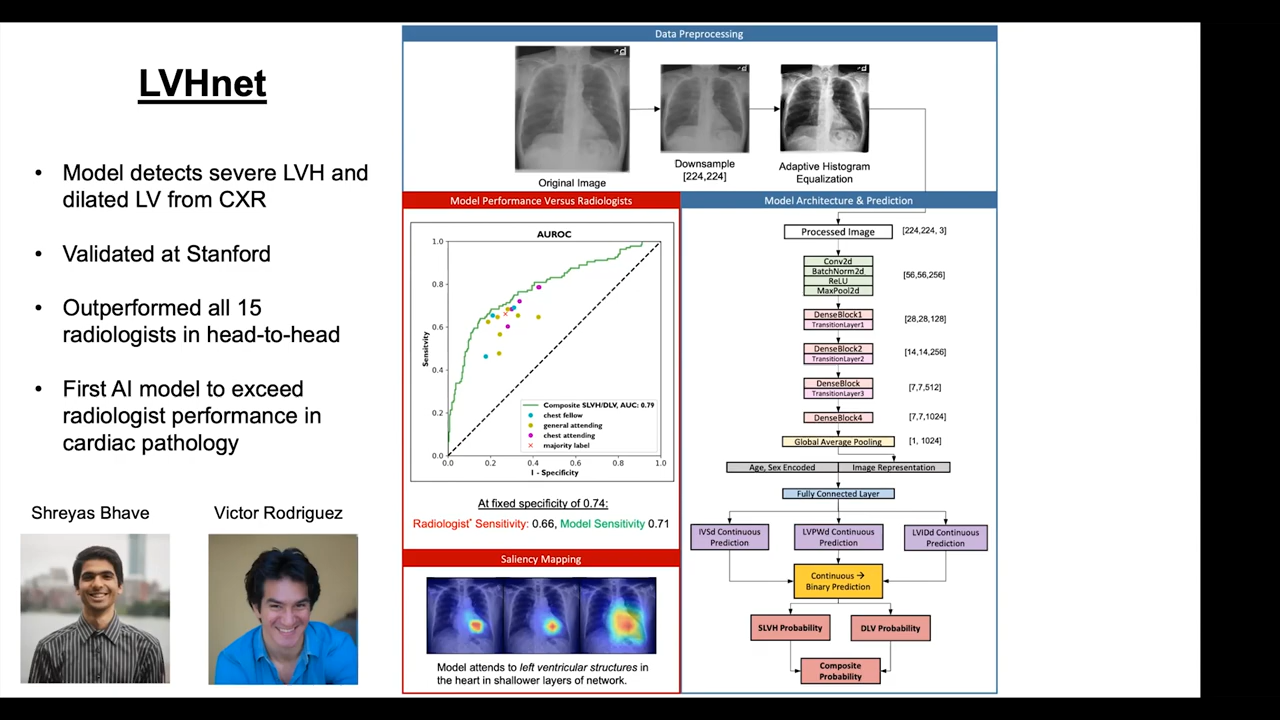 LVHnet
• Model detects severe LVH and
dilated LV from CXR
• Validated at Stanford
• Outperformed all 15
radiologists in head-to-head
• First AI model to exceed
radiologist performance in
cardiac pathology
Shreyas Bhave
Victor Rodriguez
Data Preprocessing
Original Image
Downsample
[224,224]
Adaptive Histogram
Equalization
Model Performance Versus Radiologists
AUROC
Sensitivity
1.0
0.8
0.6
0.4
0.2
0.0
Composite SLVH/DLV, AUC: 0.79
chest fellow
general attending
chest attending
majority label
0.0 0.2 0.4 0.6 0.8 1.0
1 - Specificity
At fixed specificity of 0.74:
Radiologist* Sensitivity: 0.66, Model Sensitivity 0.71
Saliency Mapping
Model attends to left ventricular structures in
the heart in shallower layers of network.
Model Architecture & Prediction
Processed Image [224,224, 3]
Conv2d
BatchNorm2d
ReLU
MaxPool2d
[56,56,256]
DenseBlock1
TransitionLayer1
[28,28,128]
DenseBlock2
TransitionLayer2
[14,14,256]
DenseBlock
TransitionLayer3
[7,7,512]
DenseBlock4 [7,7,1024]
Global Average Pooling [1, 1024]
Age, Sex Encoded Image Representation
Fully Connected Layer
IVSd Continuous
Prediction
LVPWd Continuous
Prediction
LVIDd Continuous
Prediction
Continuous →
Binary Prediction
SLVH Probability
DLV Probability
Composite
Probability